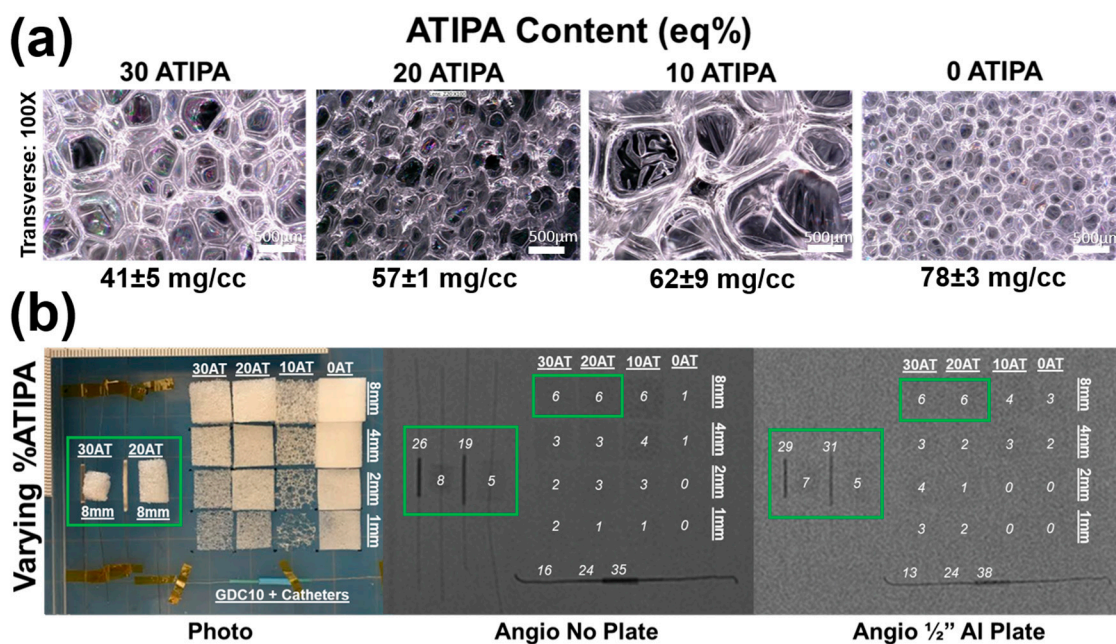 (a)
ATIPA Content (eq%)
30 ATIPA 20 ATIPA 10 ATIPA 0 ATIPA
Transverse: 100X
500µm 500µm 500µm 500µm
41±5 mg/cc 57±1 mg/cc 62±9 mg/cc 78±3 mg/cc
(b)
Varying %ATIPA
30AT 20AT 10AT 0AT
8mm
4mm
2mm
1mm
30AT 20AT
8mm 8mm
GDC10 + Catheters
Photo
30AT 20AT 10AT 0AT
6 6 6 1 8mm
3 3 4 1 4mm
2 3 3 0 2mm
2 1 1 0 1mm
26 19
8 5
16 24 35
Angio No Plate
30AT 20AT 10AT 0AT
6 6 4 3 8mm
3 2 3 2 4mm
4 1 0 0 2mm
3 2 0 0 1mm
29 31
7 5
13 24 38
Angio ½” Al Plate